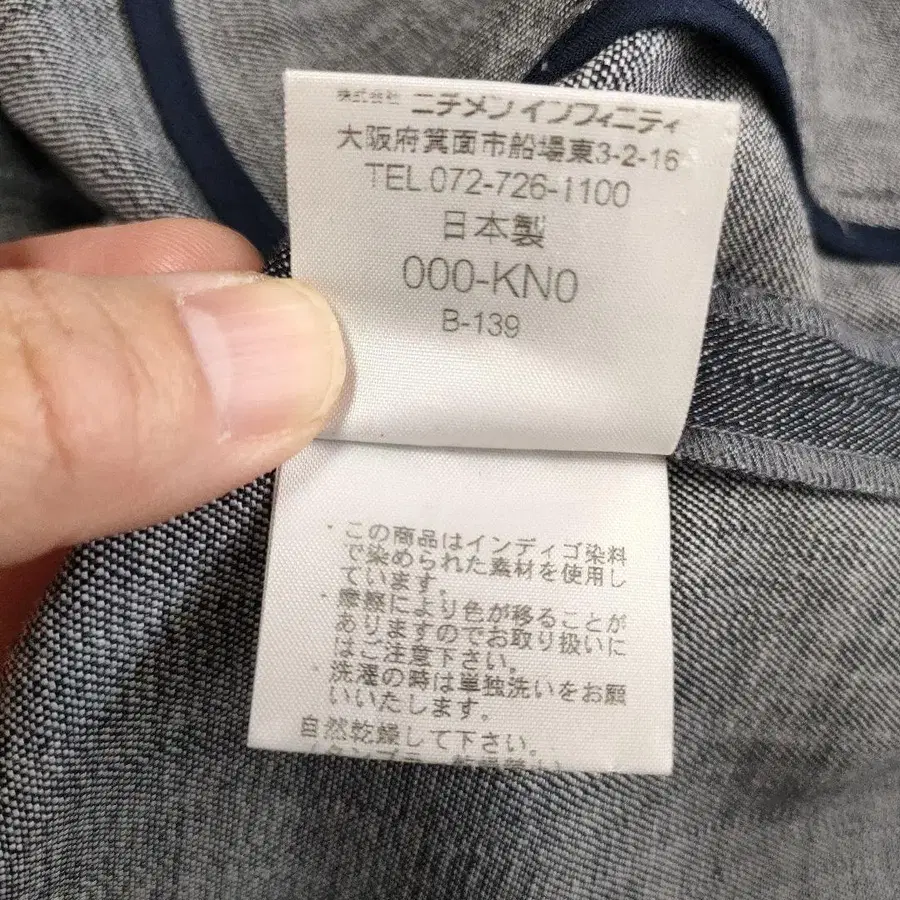 株式会社 ニチメン インフィニティ
大阪府箕面市船場東3-2-16
TEL.072-726-1100
日本製
000-KN0
B-139
・この商品はインディゴ染料
で染められた素材を使用し
ています。
・摩擦により色が移ることが
ありますのでお取り扱いに
はご注意下さい。
・洗濯の時は単独洗いをお願
いいたします。
自然乾燥して下さい。